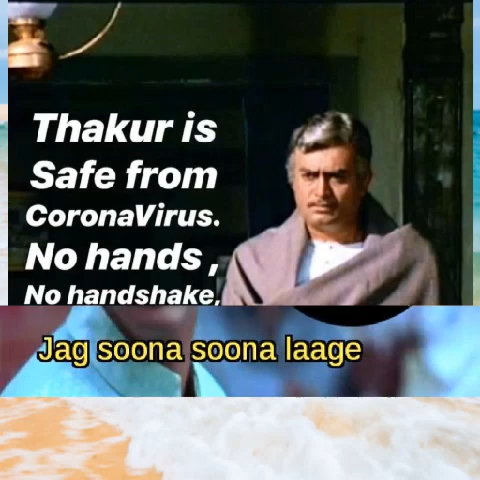 Thakur is
Safe from
CoronaVirus.
No hands ,
No handshake,
Jag soona soona laage